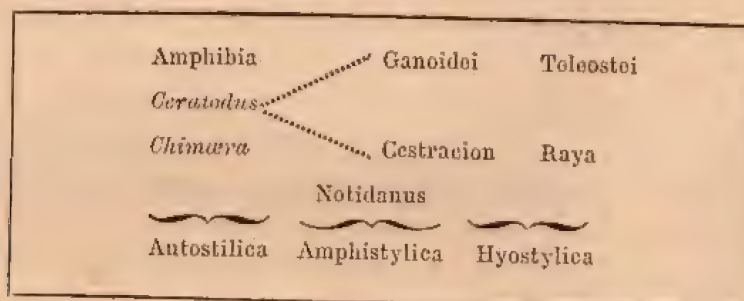 Amphibia Ganoidei Teleostei
Ceratodus
Chimæra Cestracion Raya
Notidanus
Autostilica Amphistylica Hyostylica